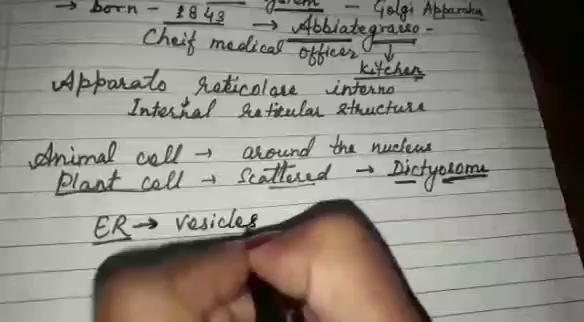 → born - 1843 system - Golgi Apparatus
→ Abbiategrasso -
Cheif medical officer ↓
Kitchen
Apparato reticolare interno
Internal reticular structure
Animal cell → around the nucleus
Plant cell → Scattered → Dictyosome
ER → vesicles